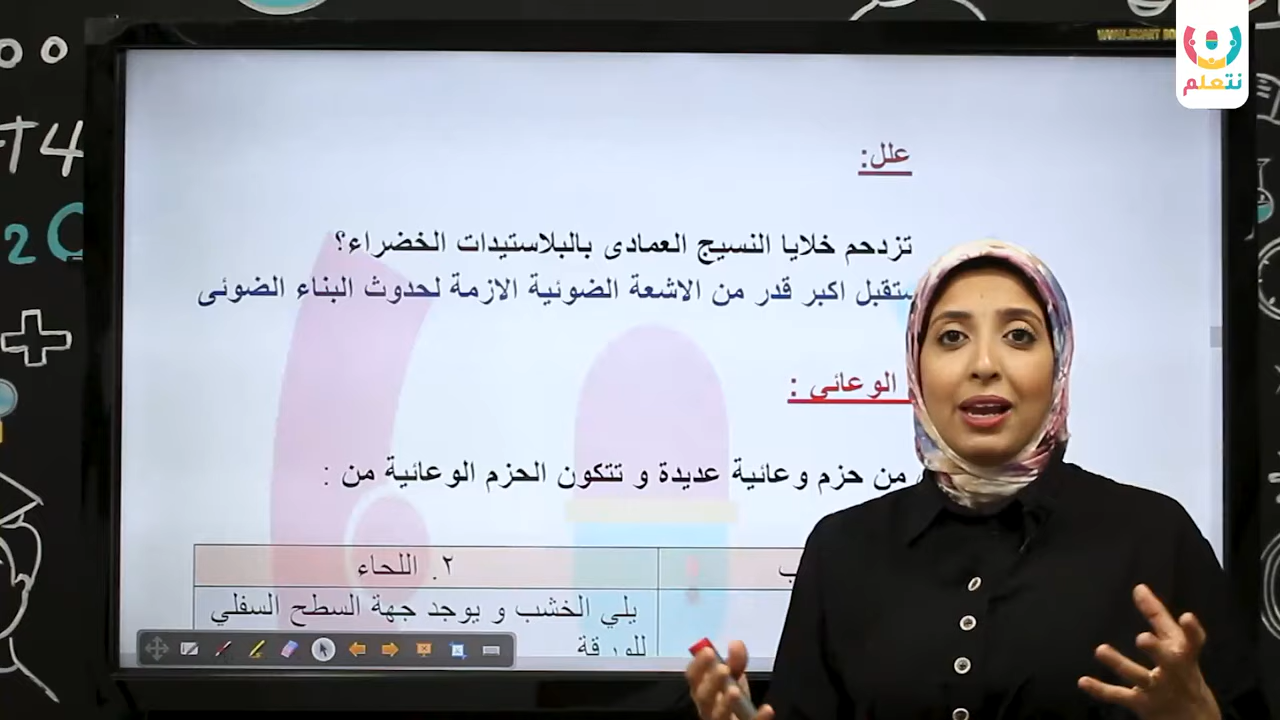 نتعلم
علل:
تزدحم خلايا النسيج العمادى بالبلاستيدات الخضراء؟
ستقبل اكبر قدر من الاشعة الضوئية الازمة لحدوث البناء الضوئى
الوعائي :
من حزم وعائية عديدة و تتكون الحزم الوعائية من :
٢. اللحاء
يلي الخشب و يوجد جهة السطح السفلي
للورقة